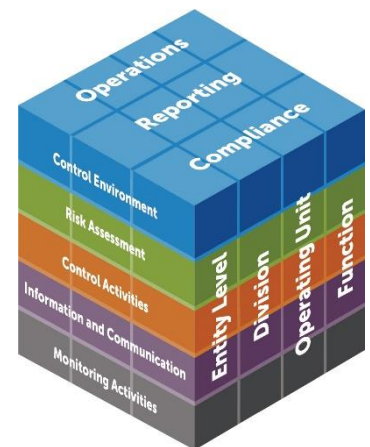 Operations
Reporting
Compliance
Control Environment
Risk Assessment
Control Activities
Information and Communication
Monitoring Activities
Entity Level
Division
Operating Unit
Function